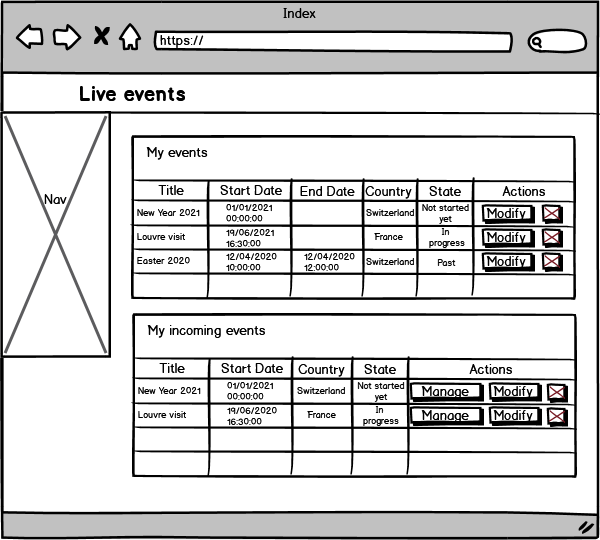 Index
https://
Live events
Nav
My events
Title Start Date End Date Country State Actions
New Year 2021 01/01/2021 00:00:00 Switzerland Not started yet Modify
Louvre visit 19/06/2021 16:30:00 France In progress Modify
Easter 2020 12/04/2020 10:00:00 12/04/2020 12:00:00 Switzerland Past Modify
My incoming events
Title Start Date Country State Actions
New Year 2021 01/01/2021 00:00:00 Switzerland Not started yet Manage Modify
Louvre visit 19/06/2020 16:30:00 France In progress Manage Modify